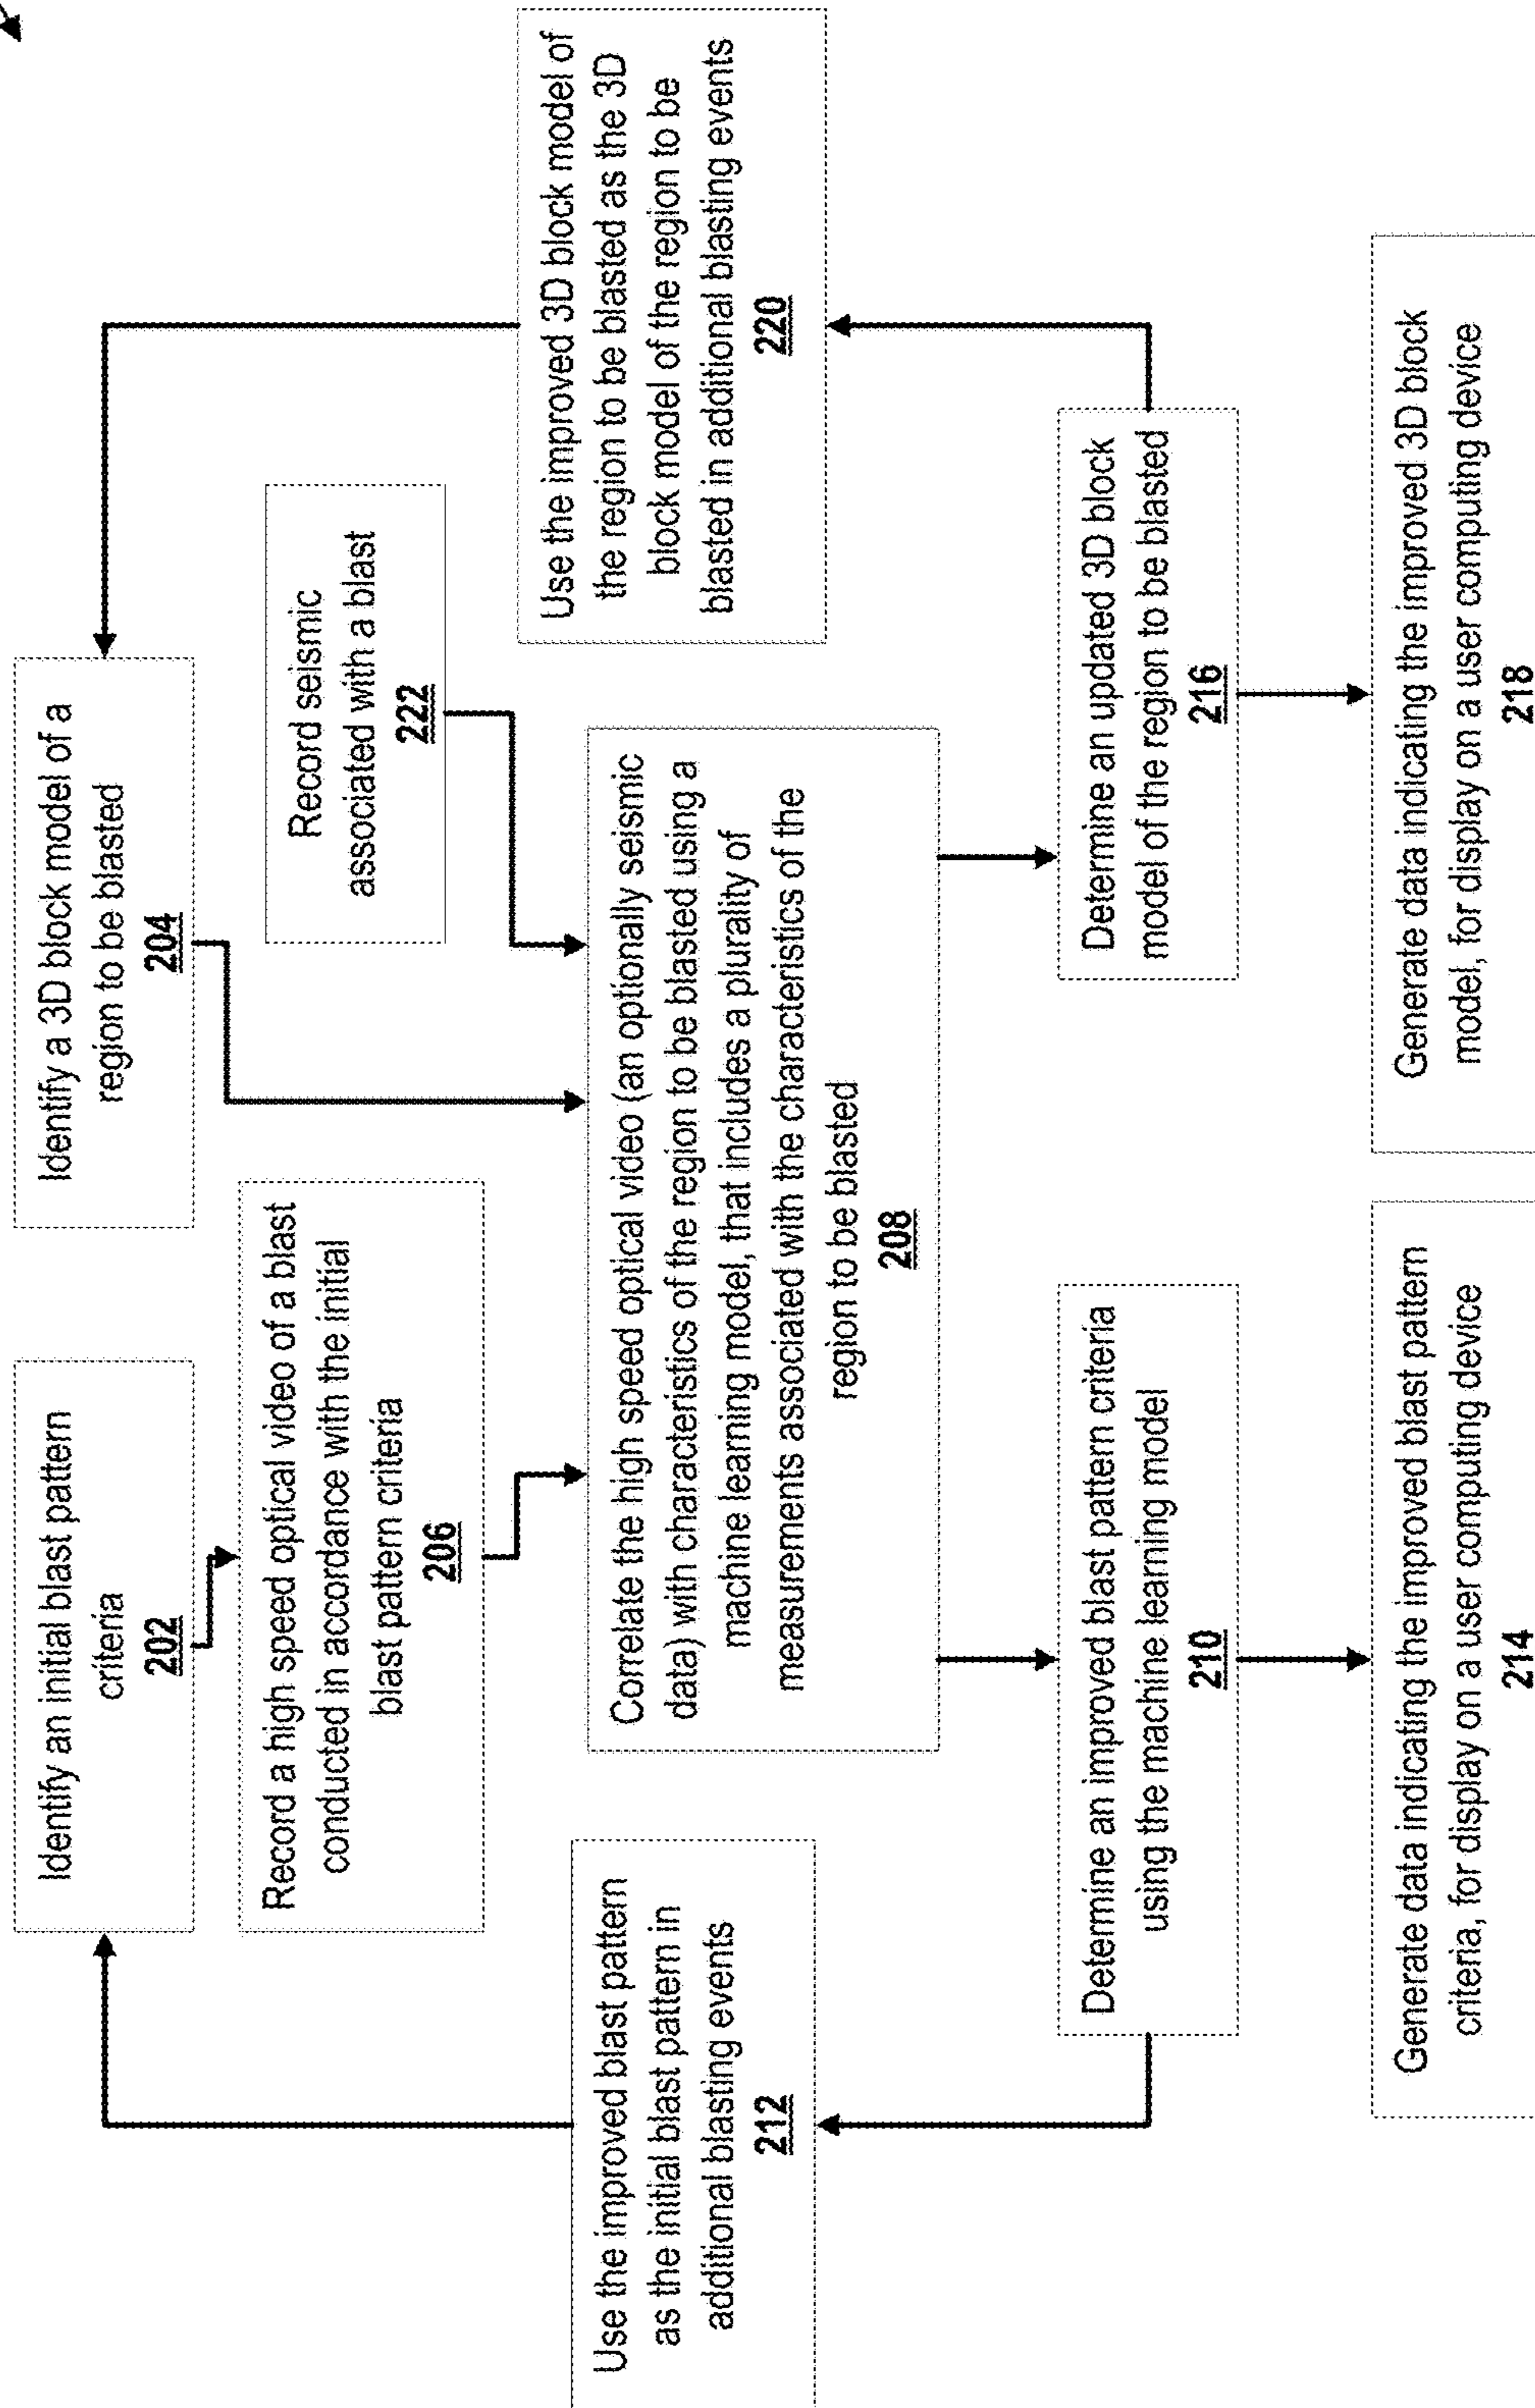 Identify an initial blast pattern
criteria
202
Identify a 3D block model of a
region to be blasted
204
Record a high speed optical video of a blast
conducted in accordance with the initial
blast pattern criteria
206
Record seismic
associated with a blast
222
Use the improved blast pattern
as the initial blast pattern in
additional blasting events
212
Correlate the high speed optical video (an optionally seismic
data) with characteristics of the region to be blasted using a
machine learning model, that includes a plurality of
measurements associated with the characteristics of the
region to be blasted
208
Use the improved 3D block model of
the region to be blasted as the 3D
block model of the region to be
blasted in additional blasting events
220
Determine an improved blast pattern criteria
using the machine learning model
210
Determine an updated 3D block
model of the region to be blasted
216
Generate data indicating the improved blast pattern
criteria, for display on a user computing device
214
Generate data indicating the improved 3D block
model, for display on a user computing device
218